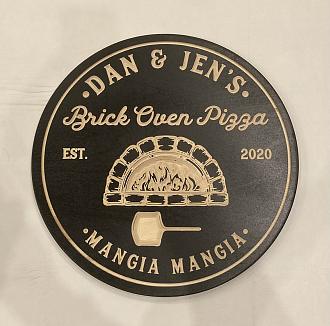 • DAN & JEN'S •
Brick Oven Pizza
EST. 2020
• MANGIA MANGIA •